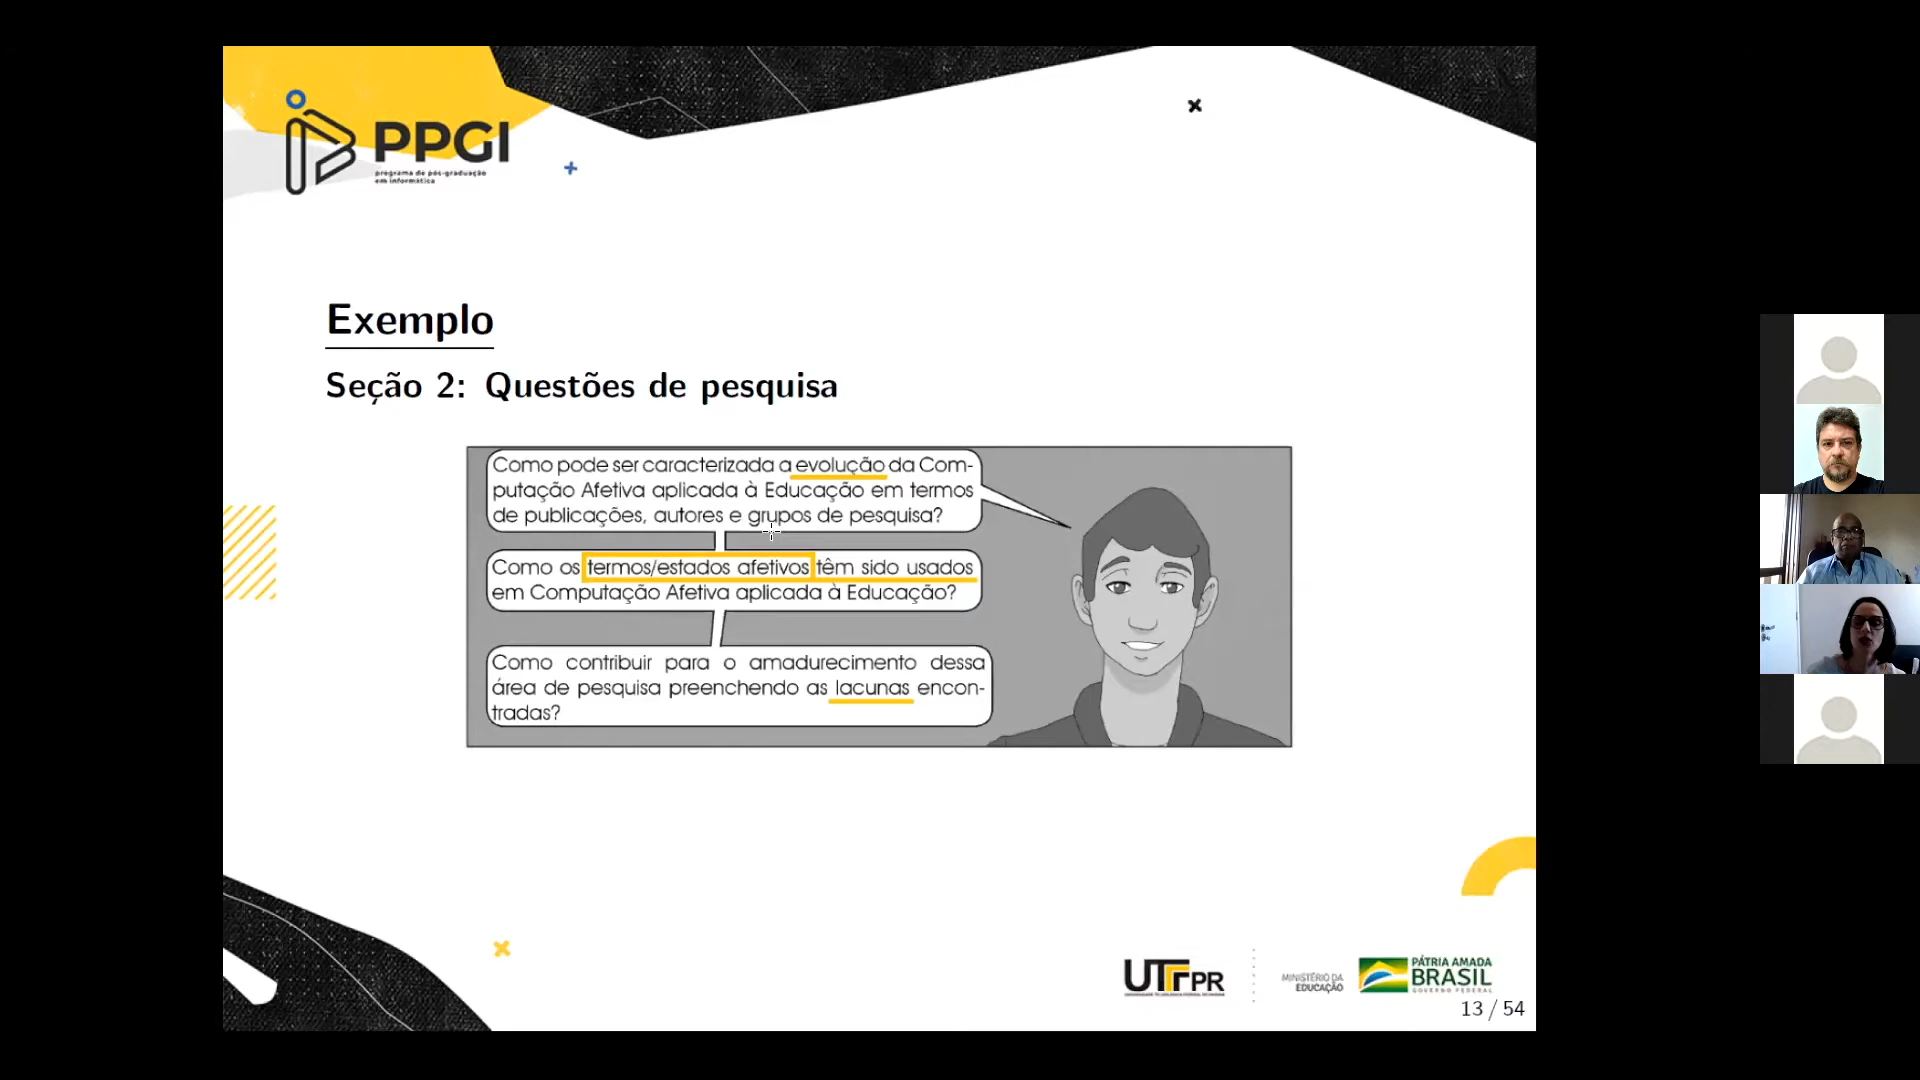 PPGI
programa de pós-graduação
em informática
Exemplo
Seção 2: Questões de pesquisa
Como pode ser caracterizada a evolução da Com-
putação Afetiva aplicada à Educação em termos
de publicações, autores e grupos de pesquisa?
Como os termos/estados afetivos têm sido usados
em Computação Afetiva aplicada à Educação?
Como contribuir para o amadurecimento dessa
área de pesquisa preenchendo as lacunas encon-
tradas?
UTFPR
MINISTÉRIO DA
EDUCAÇÃO
PÁTRIA AMADA
BRASIL
GOVERNO FEDERAL
13 / 54